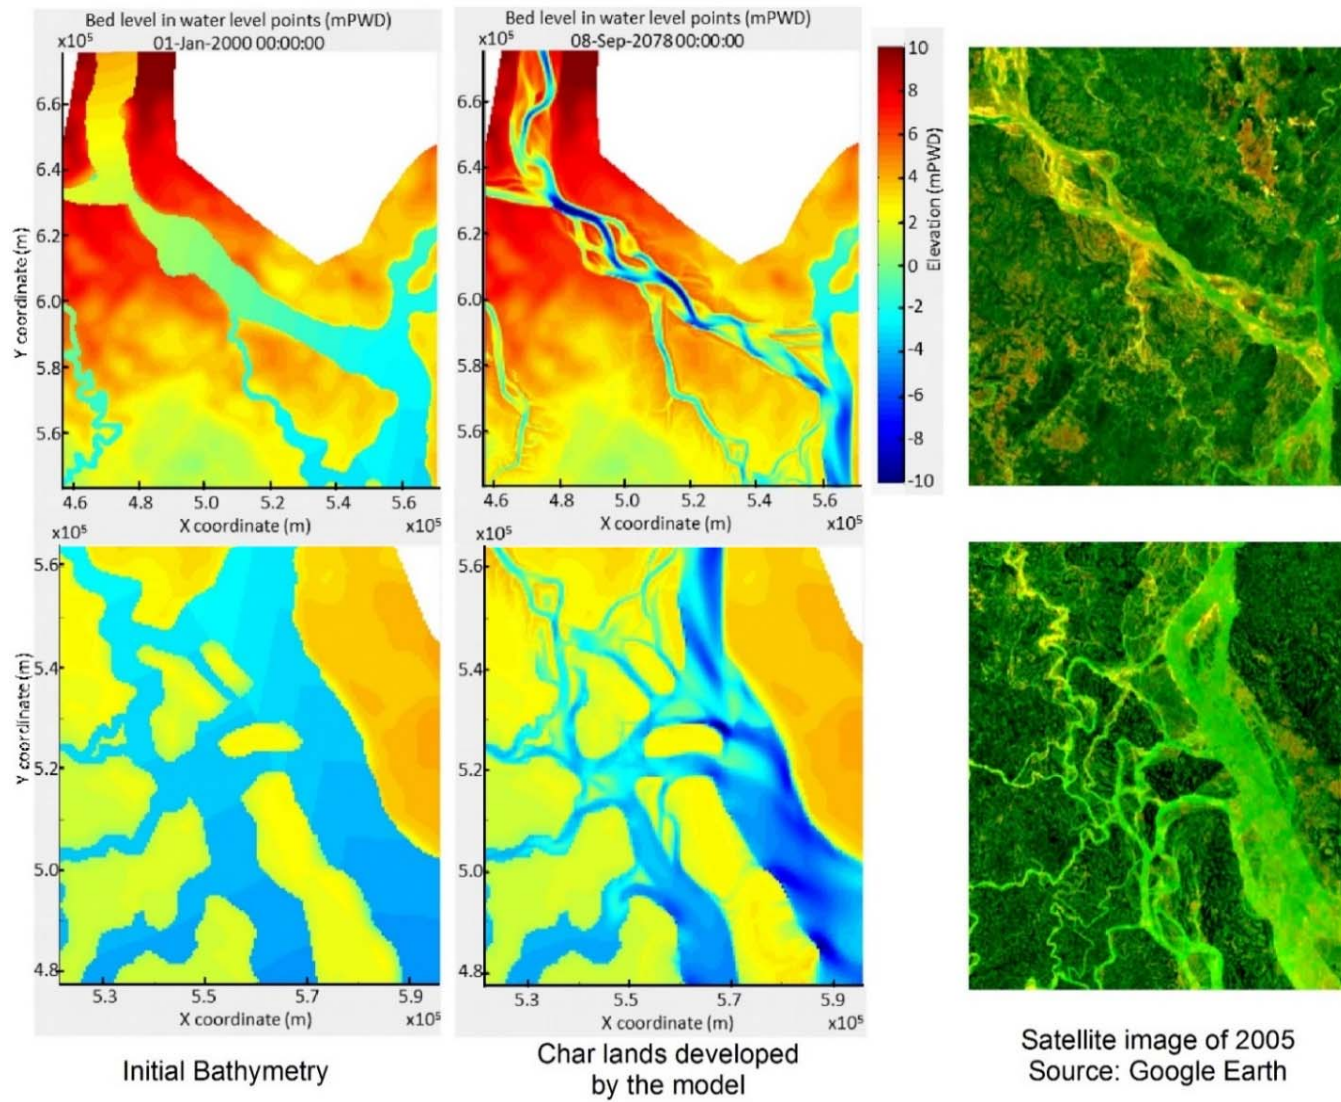 Bed level in water level points (mPWD)
01-Jan-2000 00:00:00
x10⁵
6.6
6.4
6.2
6.0
5.8
5.6
Y coordinate (m)
4.6 4.8 5.0 5.2 5.4 5.6
X coordinate (m)
x10⁵
Bed level in water level points (mPWD)
08-Sep-2078 00:00:00
x10⁵
6.6
6.4
6.2
6.0
5.8
5.6
4.6 4.8 5.0 5.2 5.4 5.6
X coordinate (m)
x10⁵
10
8
6
4
2
0
-2
-4
-6
-8
-10
Elevation (mPWD)
x10⁵
5.6
5.4
5.2
5.0
4.8
Y coordinate (m)
5.3 5.5 5.7 5.9
X coordinate (m)
x10⁵
x10⁵
5.6
5.4
5.2
5.0
4.8
5.3 5.5 5.7 5.9
X coordinate (m)
x10⁵
Initial Bathymetry
Char lands developed
by the model
Satellite image of 2005
Source: Google Earth